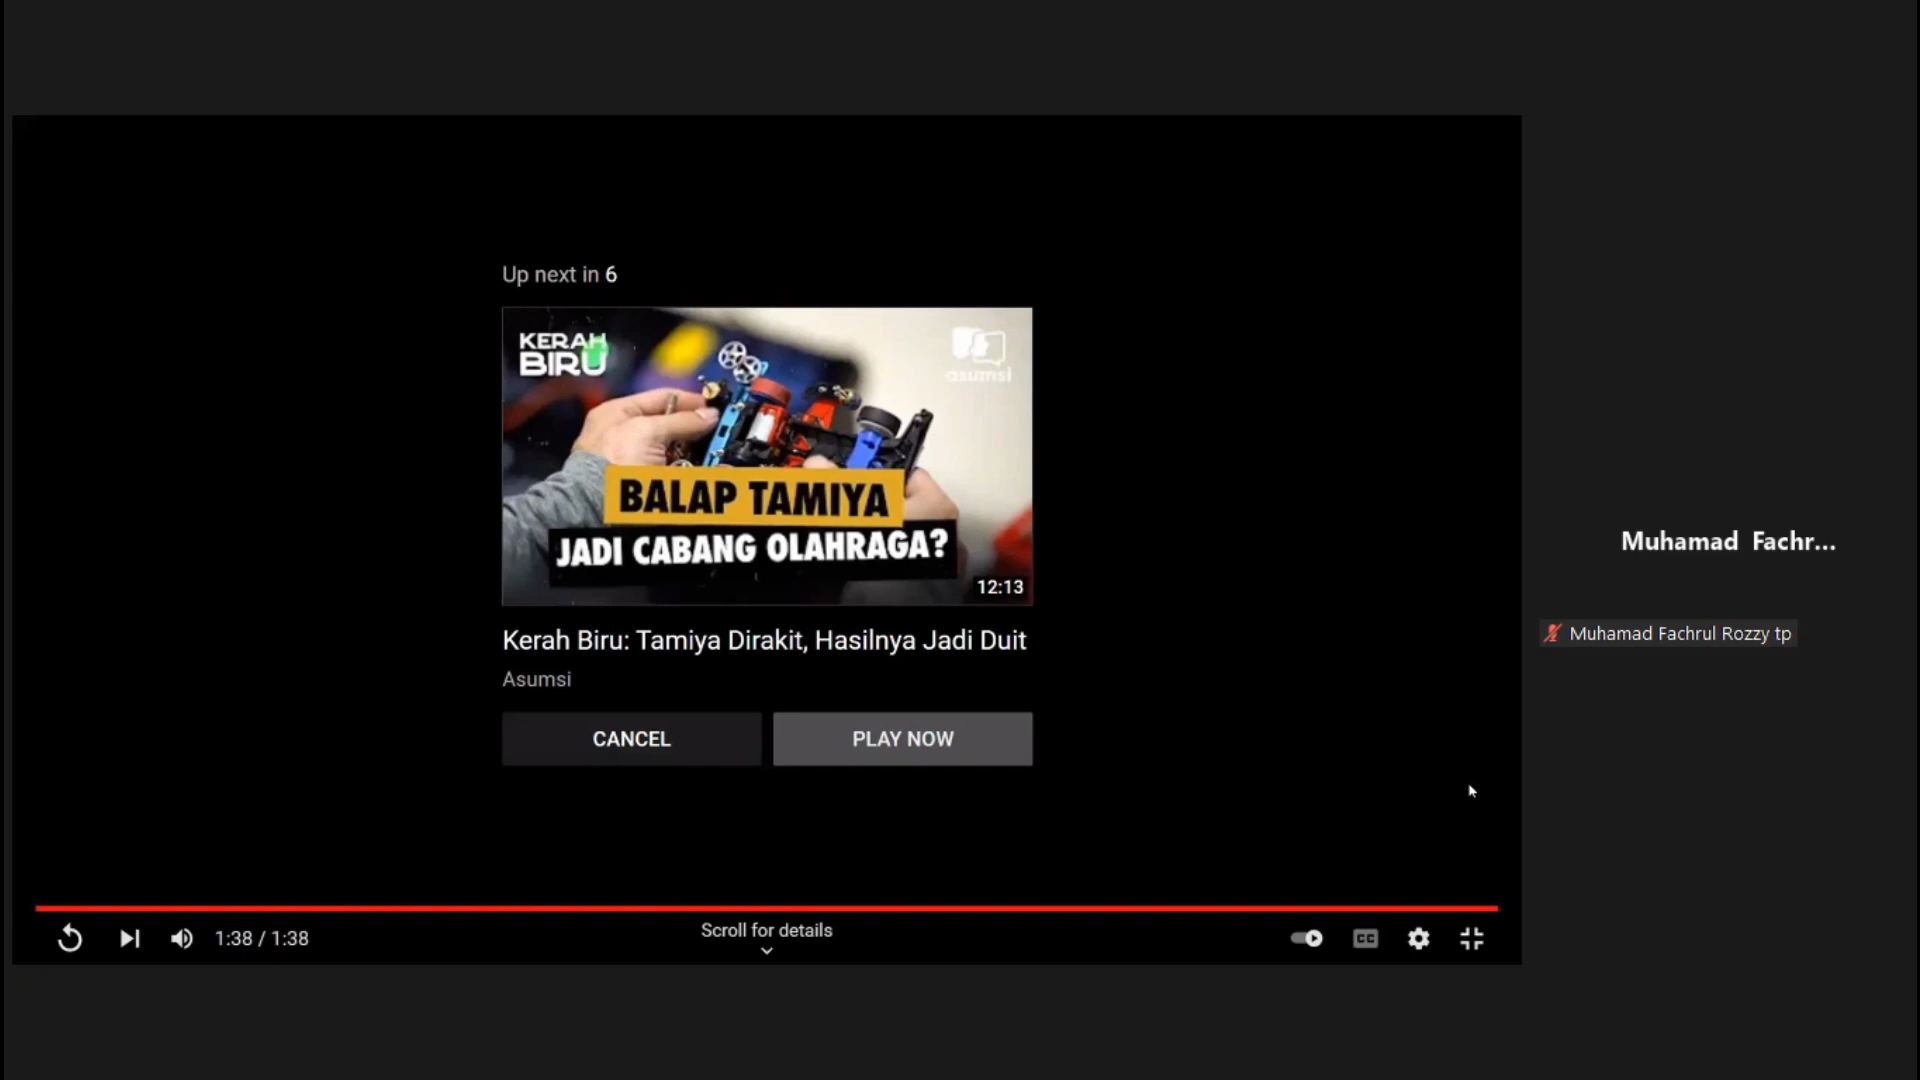 Up next in 6
KERAH
BIRU
asumsi
BALAP TAMIYA
JADI CABANG OLAHRAGA?
12:13
Kerah Biru: Tamiya Dirakit, Hasilnya Jadi Duit
Asumsi
CANCEL
PLAY NOW
Muhamad Fachr...
Muhamad Fachrul Rozzy tp
1:38 / 1:38
Scroll for details
CC